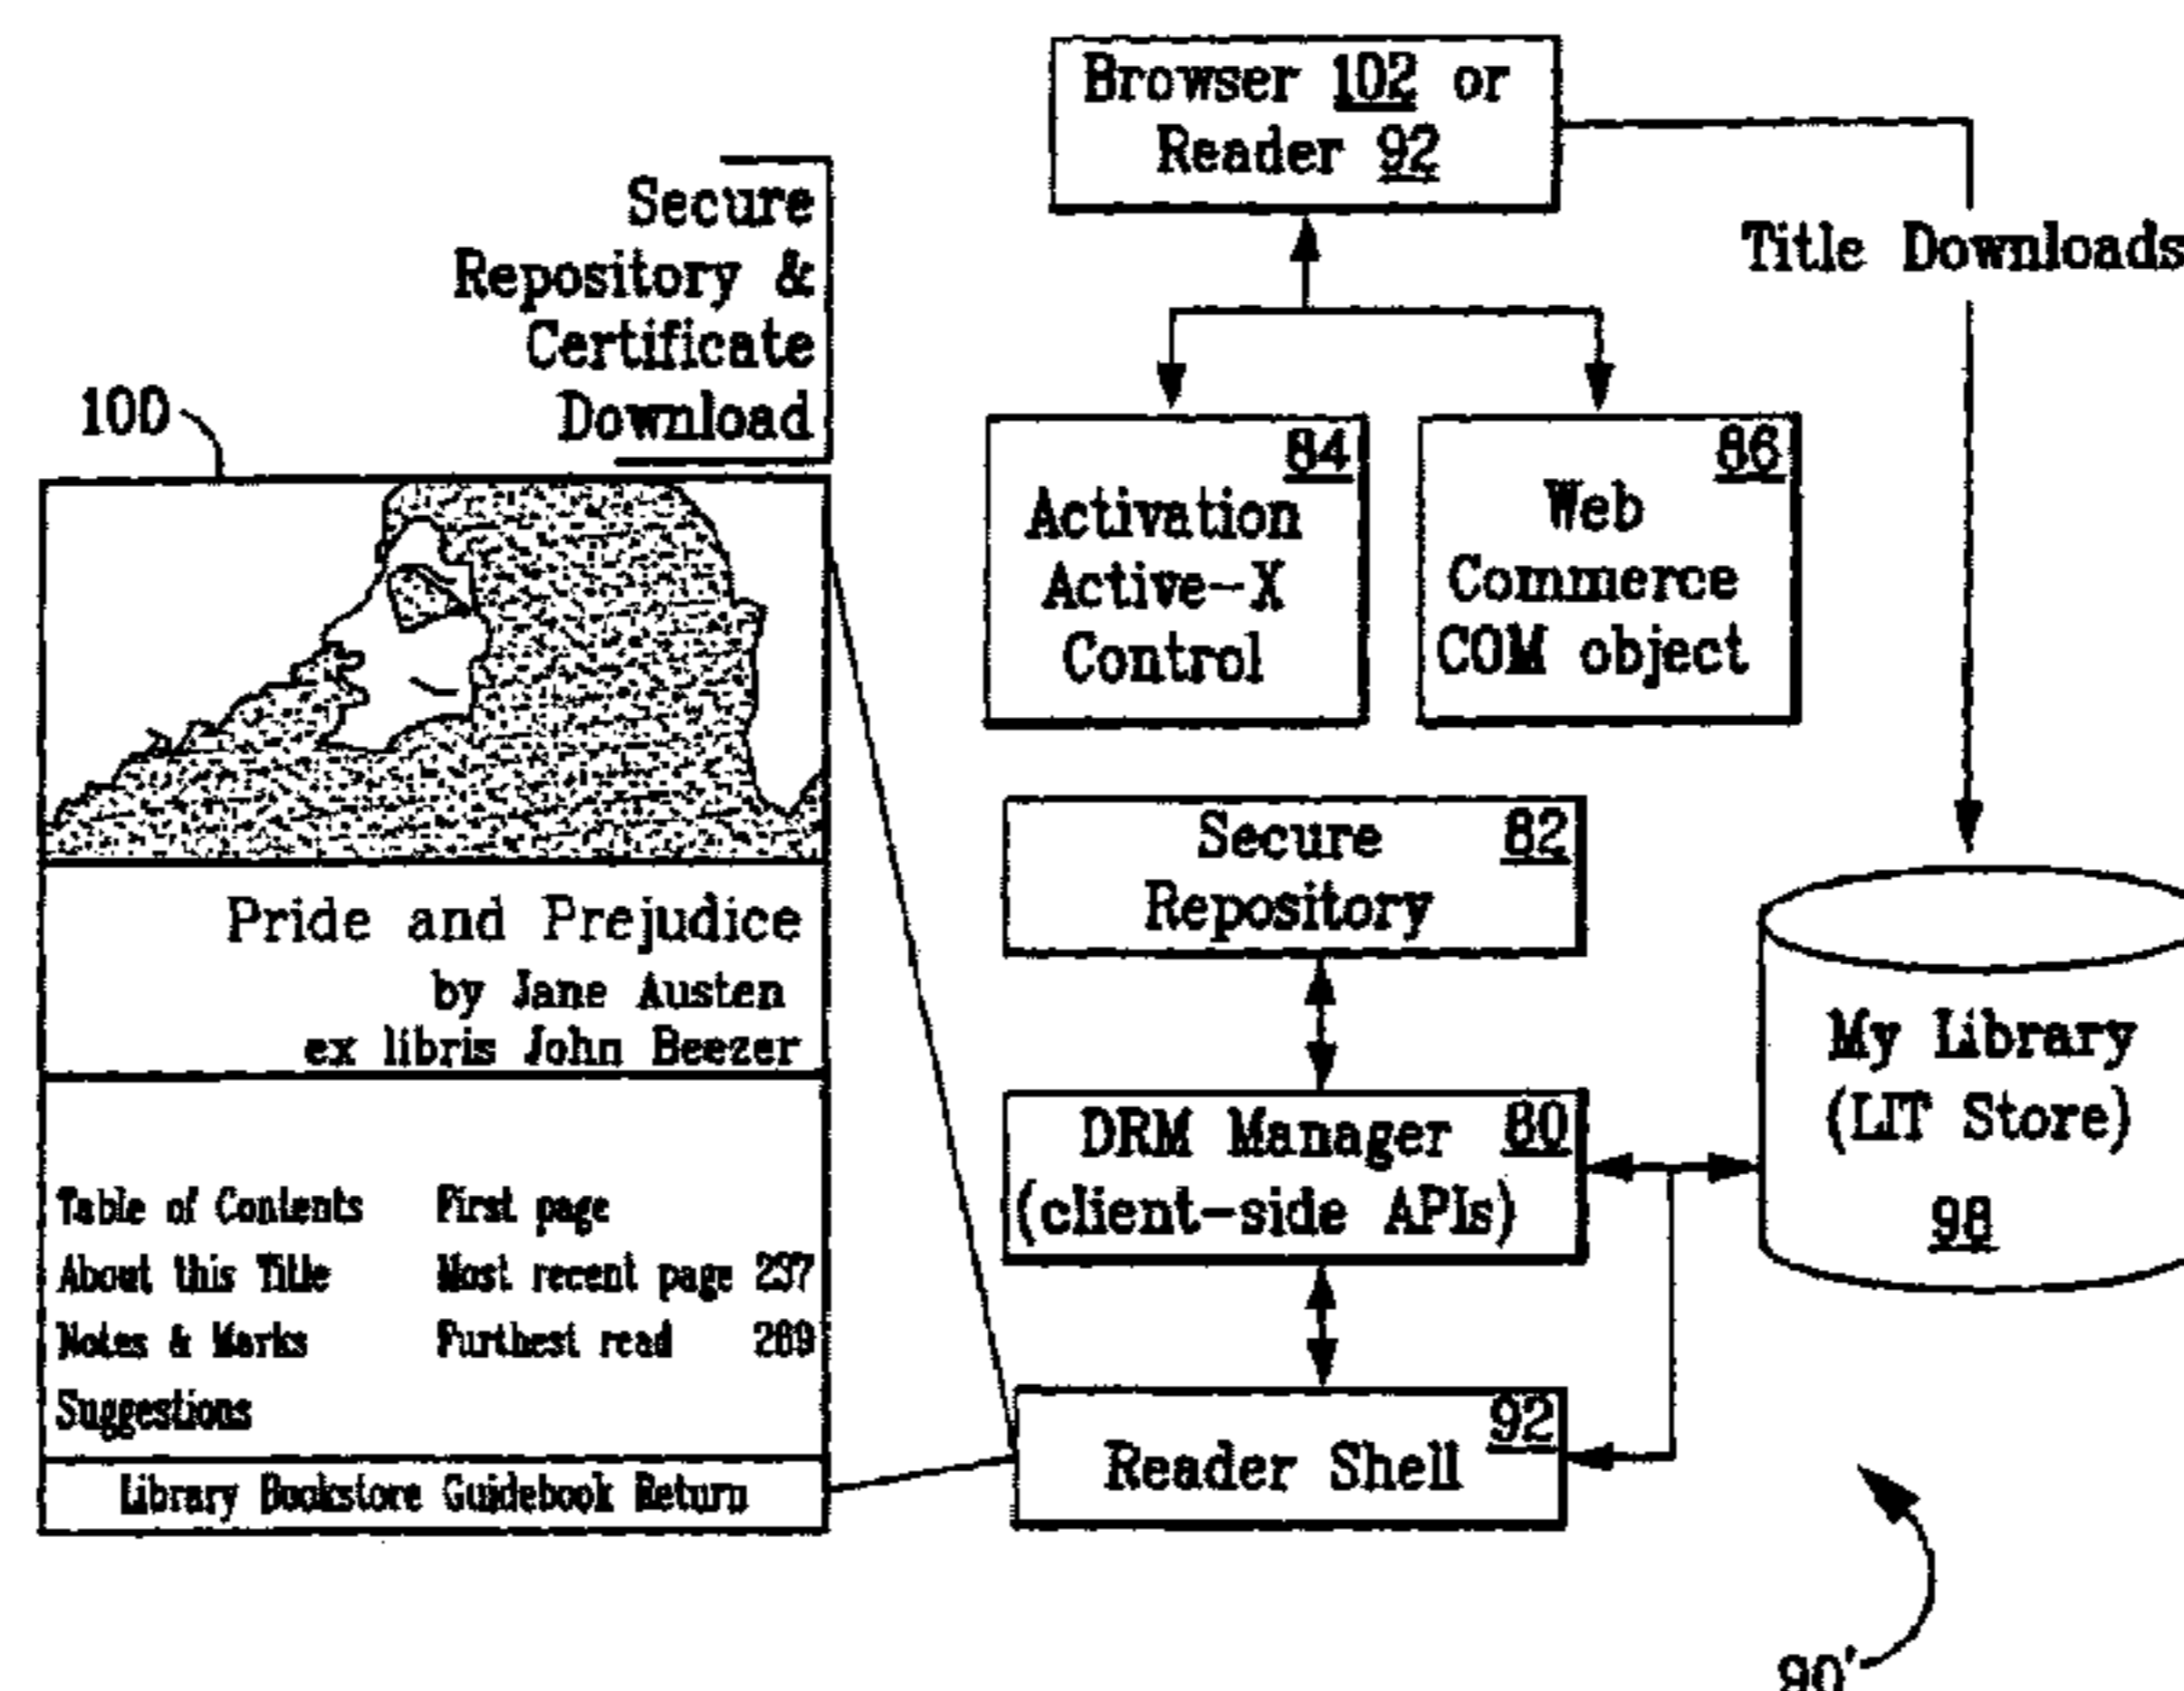 Secure
Repository &
Certificate
Download
100
Pride and Prejudice
by Jane Austen
ex libris John Beezer
Table of Contents First page
About this Title Most recent page 237
Notes & Marks Furthest read 269
Suggestions
Library Bookstore Guidebook Return
Browser 102 or
Reader 92
Title Downloads
84
Activation
Active-X
Control
86
Web
Commerce
COM object
Secure 82
Repository
DRM Manager 80
(client-side APIs)
Reader Shell 92
My Library
(LIT Store)
98
90'